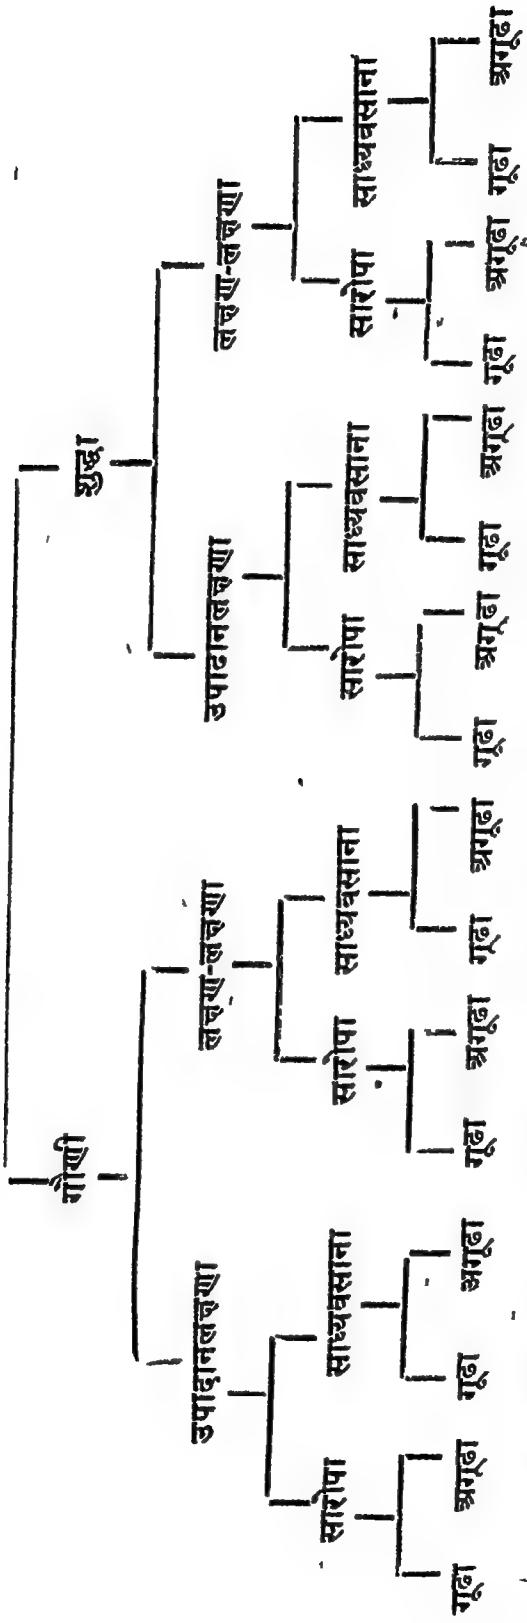 गौणी शुद्धा
उपादानलक्षणा लक्षण-लक्षणा उपादानलक्षणा लक्षण-लक्षणा
सारोपा साध्यवसाना सारोपा साध्यवसाना सारोपा साध्यवसाना सारोपा साध्यवसाना
गूढ़ा अगूढ़ा गूढ़ा अगूढ़ा गूढ़ा अगूढ़ा गूढ़ा अगूढ़ा गूढ़ा अगूढ़ा गूढ़ा अगूढ़ा गूढ़ा अगूढ़ा गूढ़ा अगूढ़ा